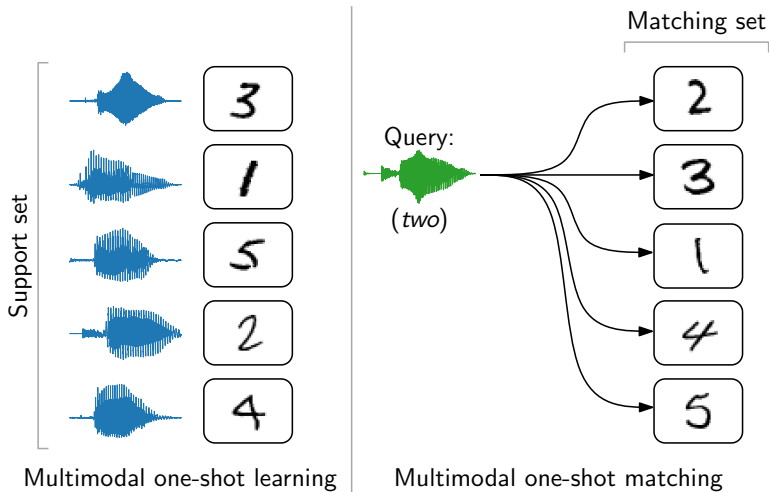 Support set
3
1
5
2
4
Multimodal one-shot learning
Matching set
Query:
(two)
2
3
1
4
5
Multimodal one-shot matching